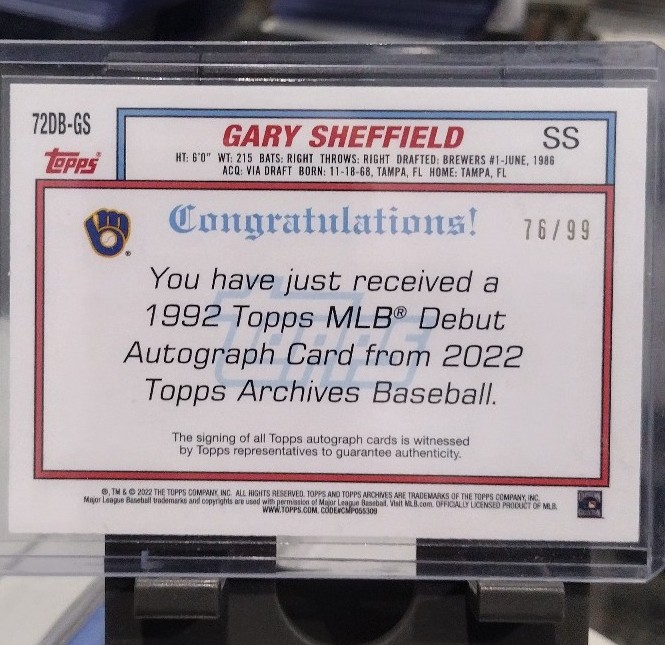 72DB-GS
Topps
GARY SHEFFIELD
SS
HT: 6'0" WT: 215 BATS: RIGHT THROWS: RIGHT DRAFTED: BREWERS #1-JUNE, 1986
ACQ: VIA DRAFT BORN: 11-18-68, TAMPA, FL HOME: TAMPA, FL
Congratulations!
76/99
TOPPS
You have just received a
1992 Topps MLB® Debut
Autograph Card from 2022
Topps Archives Baseball.
The signing of all Topps autograph cards is witnessed
by Topps representatives to guarantee authenticity.
®, TM & © 2022 THE TOPPS COMPANY, INC. ALL RIGHTS RESERVED. TOPPS AND TOPPS ARCHIVES ARE TRADEMARKS OF THE TOPPS COMPANY, INC.
Major League Baseball trademarks and copyrights are used with permission of Major League Baseball. Visit MLB.com. OFFICIALLY LICENSED PRODUCT OF MLB.
WWW.TOPPS.COM. CODE#CMP055309